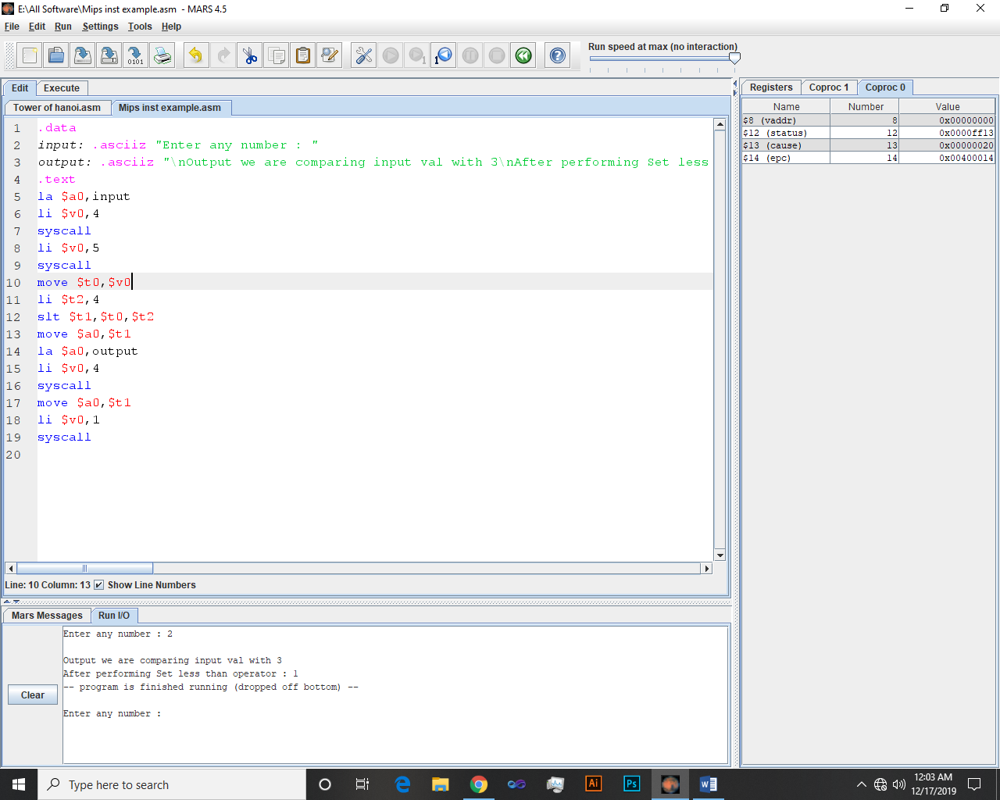 E:\All Software\Mips inst example.asm - MARS 4.5
File Edit Run Settings Tools Help
Run speed at max (no interaction)
Edit Execute
Tower of hanoi.asm Mips inst example.asm
1 .data
2 input: .asciiz "Enter any number : "
3 output: .asciiz "\nOutput we are comparing input val with 3\nAfter performing Set less
4 .text
5 la $a0,input
6 li $v0,4
7 syscall
8 li $v0,5
9 syscall
10 move $t0,$v0
11 li $t2,4
12 slt $t1,$t0,$t2
13 move $a0,$t1
14 la $a0,output
15 li $v0,4
16 syscall
17 move $a0,$t1
18 li $v0,1
19 syscall
20
Line: 10 Column: 13 Show Line Numbers
Registers Coproc 1 Coproc 0
Name Number Value
$8 (vaddr) 8 0x00000000
$12 (status) 12 0x0000ff13
$13 (cause) 13 0x00000020
$14 (epc) 14 0x00400014
Mars Messages Run I/O
Clear
Enter any number : 2
Output we are comparing input val with 3
After performing Set less than operator : 1
-- program is finished running (dropped off bottom) --
Enter any number :
Type here to search
Ai
Ps
12:03 AM
12/17/2019